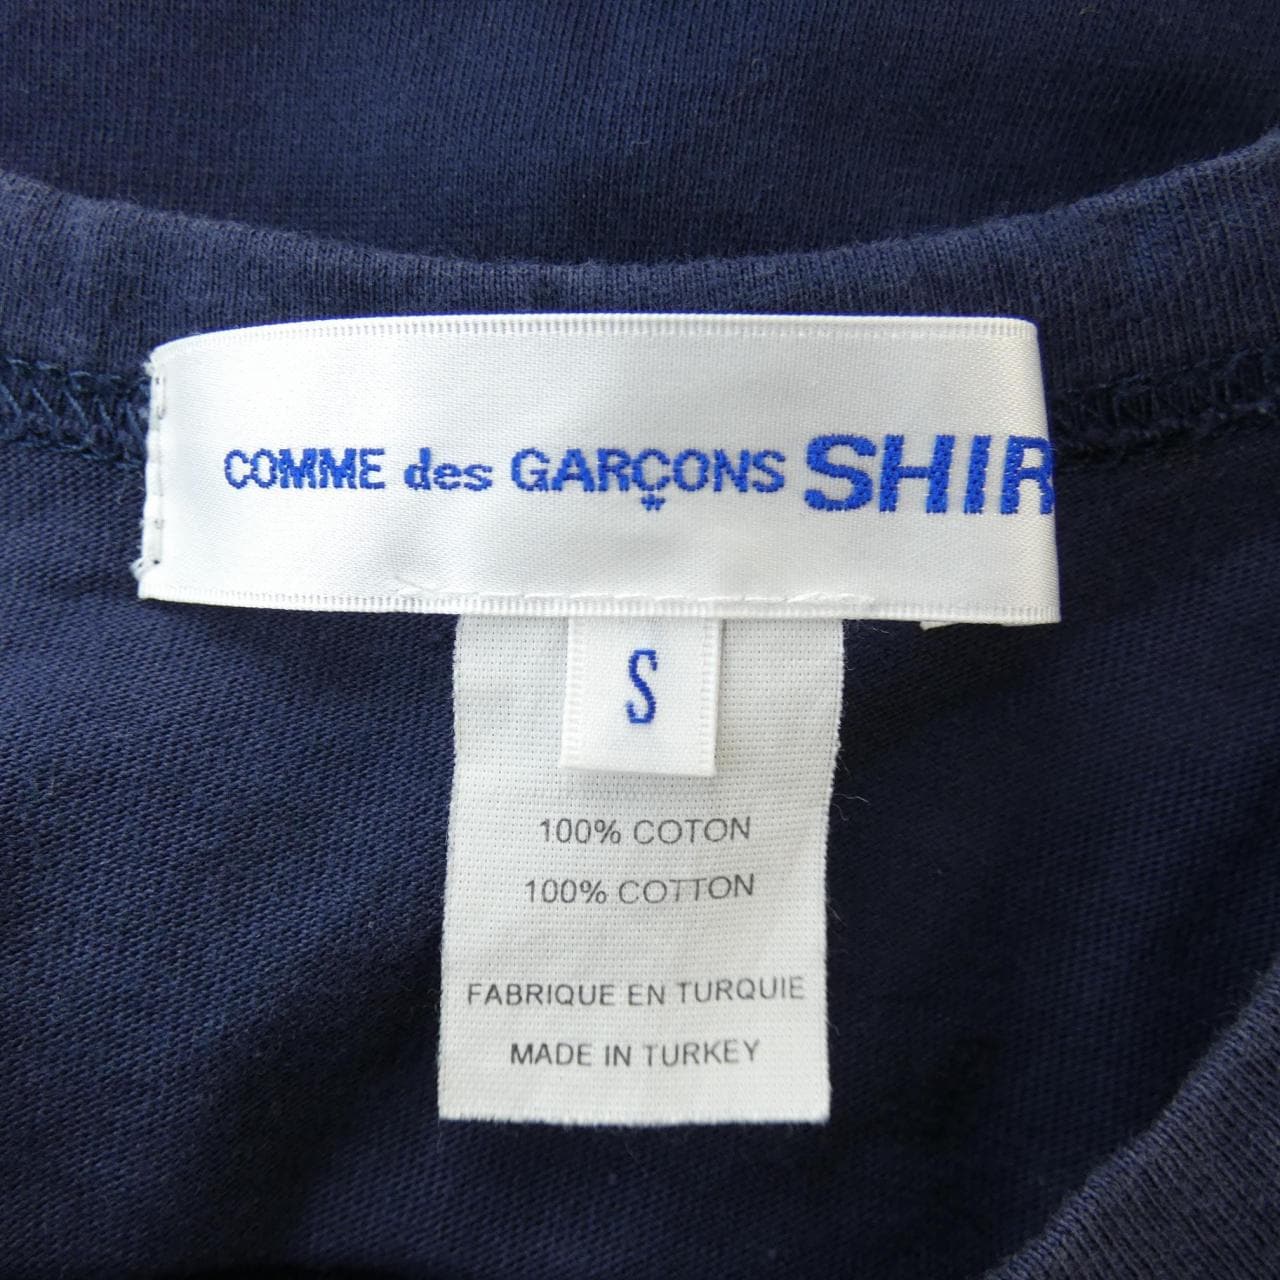 COMME des GARÇONS SHIR
S
100% COTON
100% COTTON
FABRIQUE EN TURQUIE
MADE IN TURKEY